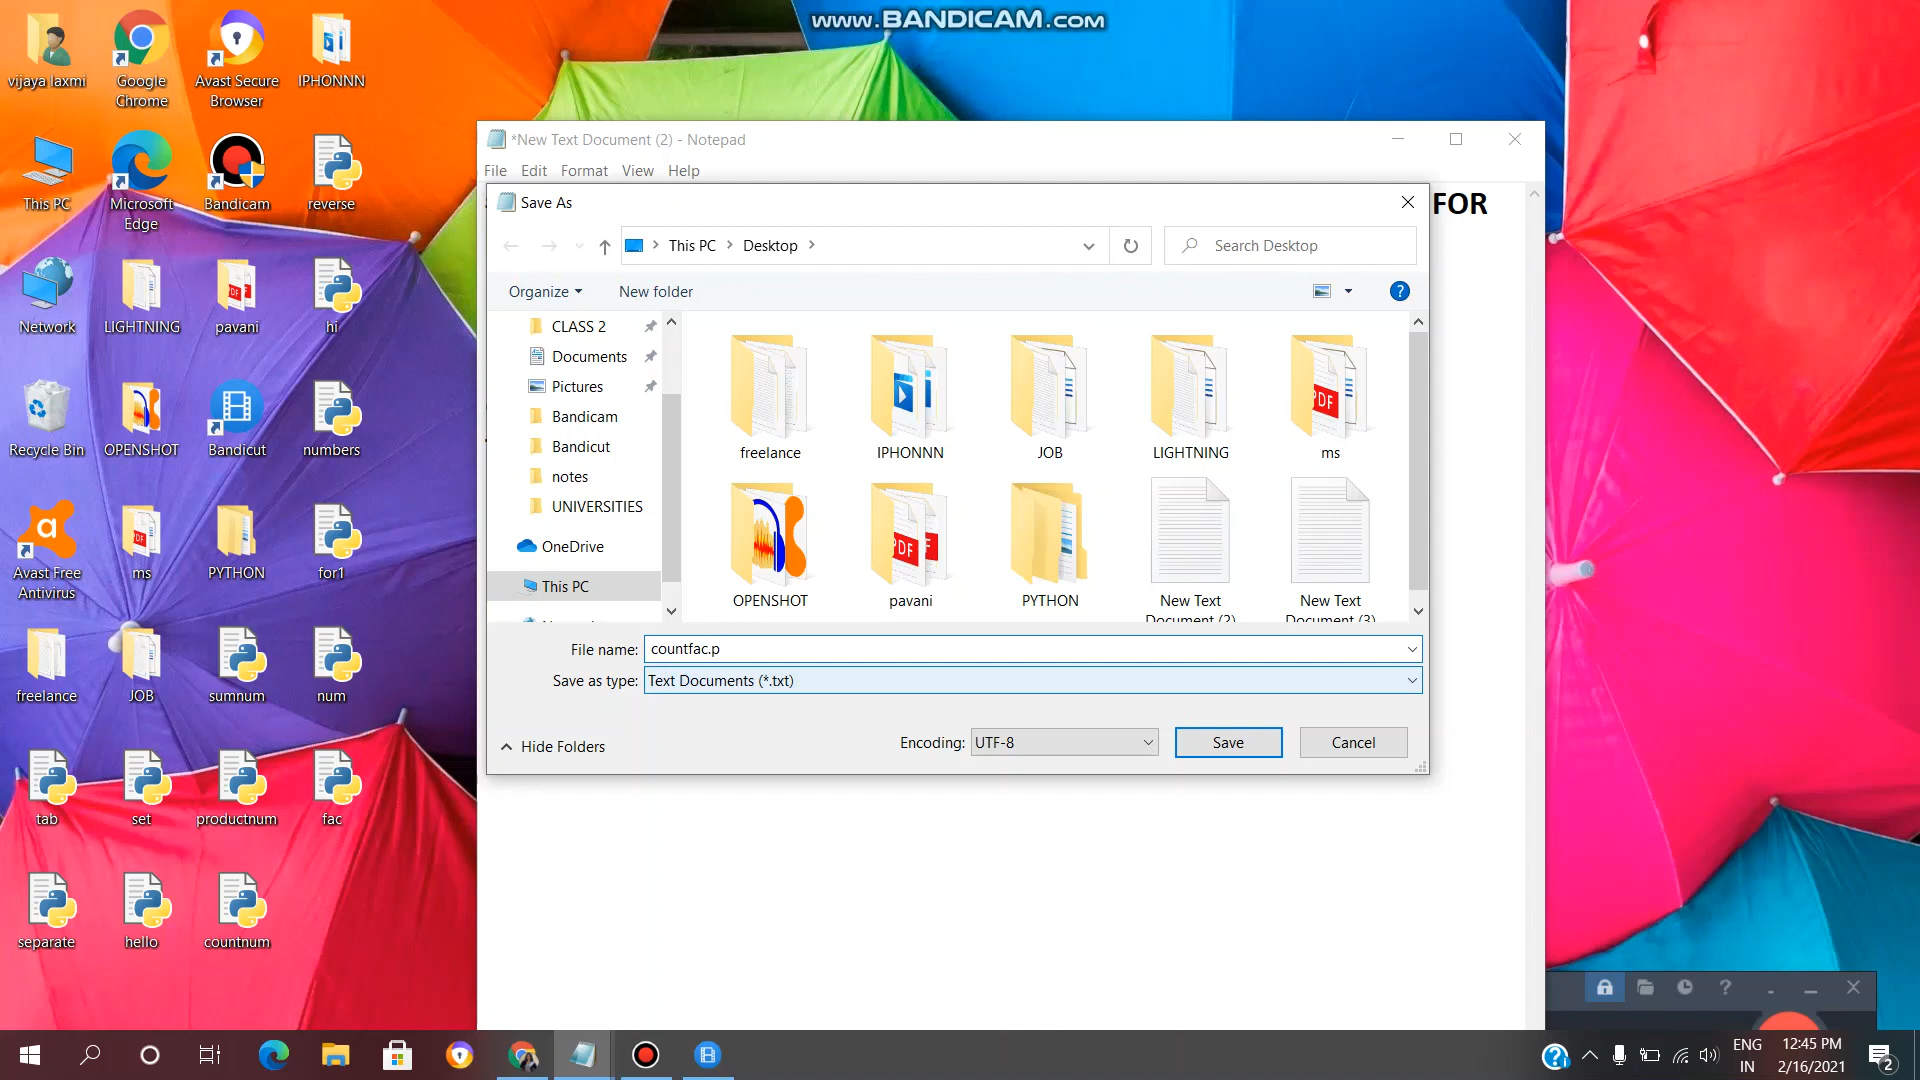 www.BANDICAM.com
vijaya laxmi
Google Chrome
Avast Secure Browser
IPHONNN
This PC
Microsoft Edge
Bandicam
reverse
Network
LIGHTNING
pavani
hi
Recycle Bin
OPENSHOT
Bandicut
numbers
Avast Free Antivirus
ms
PYTHON
for1
freelance
JOB
sumnum
num
tab
set
productnum
fac
separate
hello
countnum
*New Text Document (2) - Notepad
File Edit Format View Help
FOR
Save As
This PC > Desktop >
Search Desktop
Organize New folder
CLASS 2
Documents
Pictures
Bandicam
Bandicut
notes
UNIVERSITIES
OneDrive
This PC
freelance
IPHONNN
JOB
LIGHTNING
ms
OPENSHOT
pavani
PYTHON
New Text Document (2)
New Text Document (3)
File name: countfac.p
Save as type: Text Documents (*.txt)
Hide Folders
Encoding: UTF-8
Save
Cancel
ENG
IN
12:45 PM
2/16/2021
2